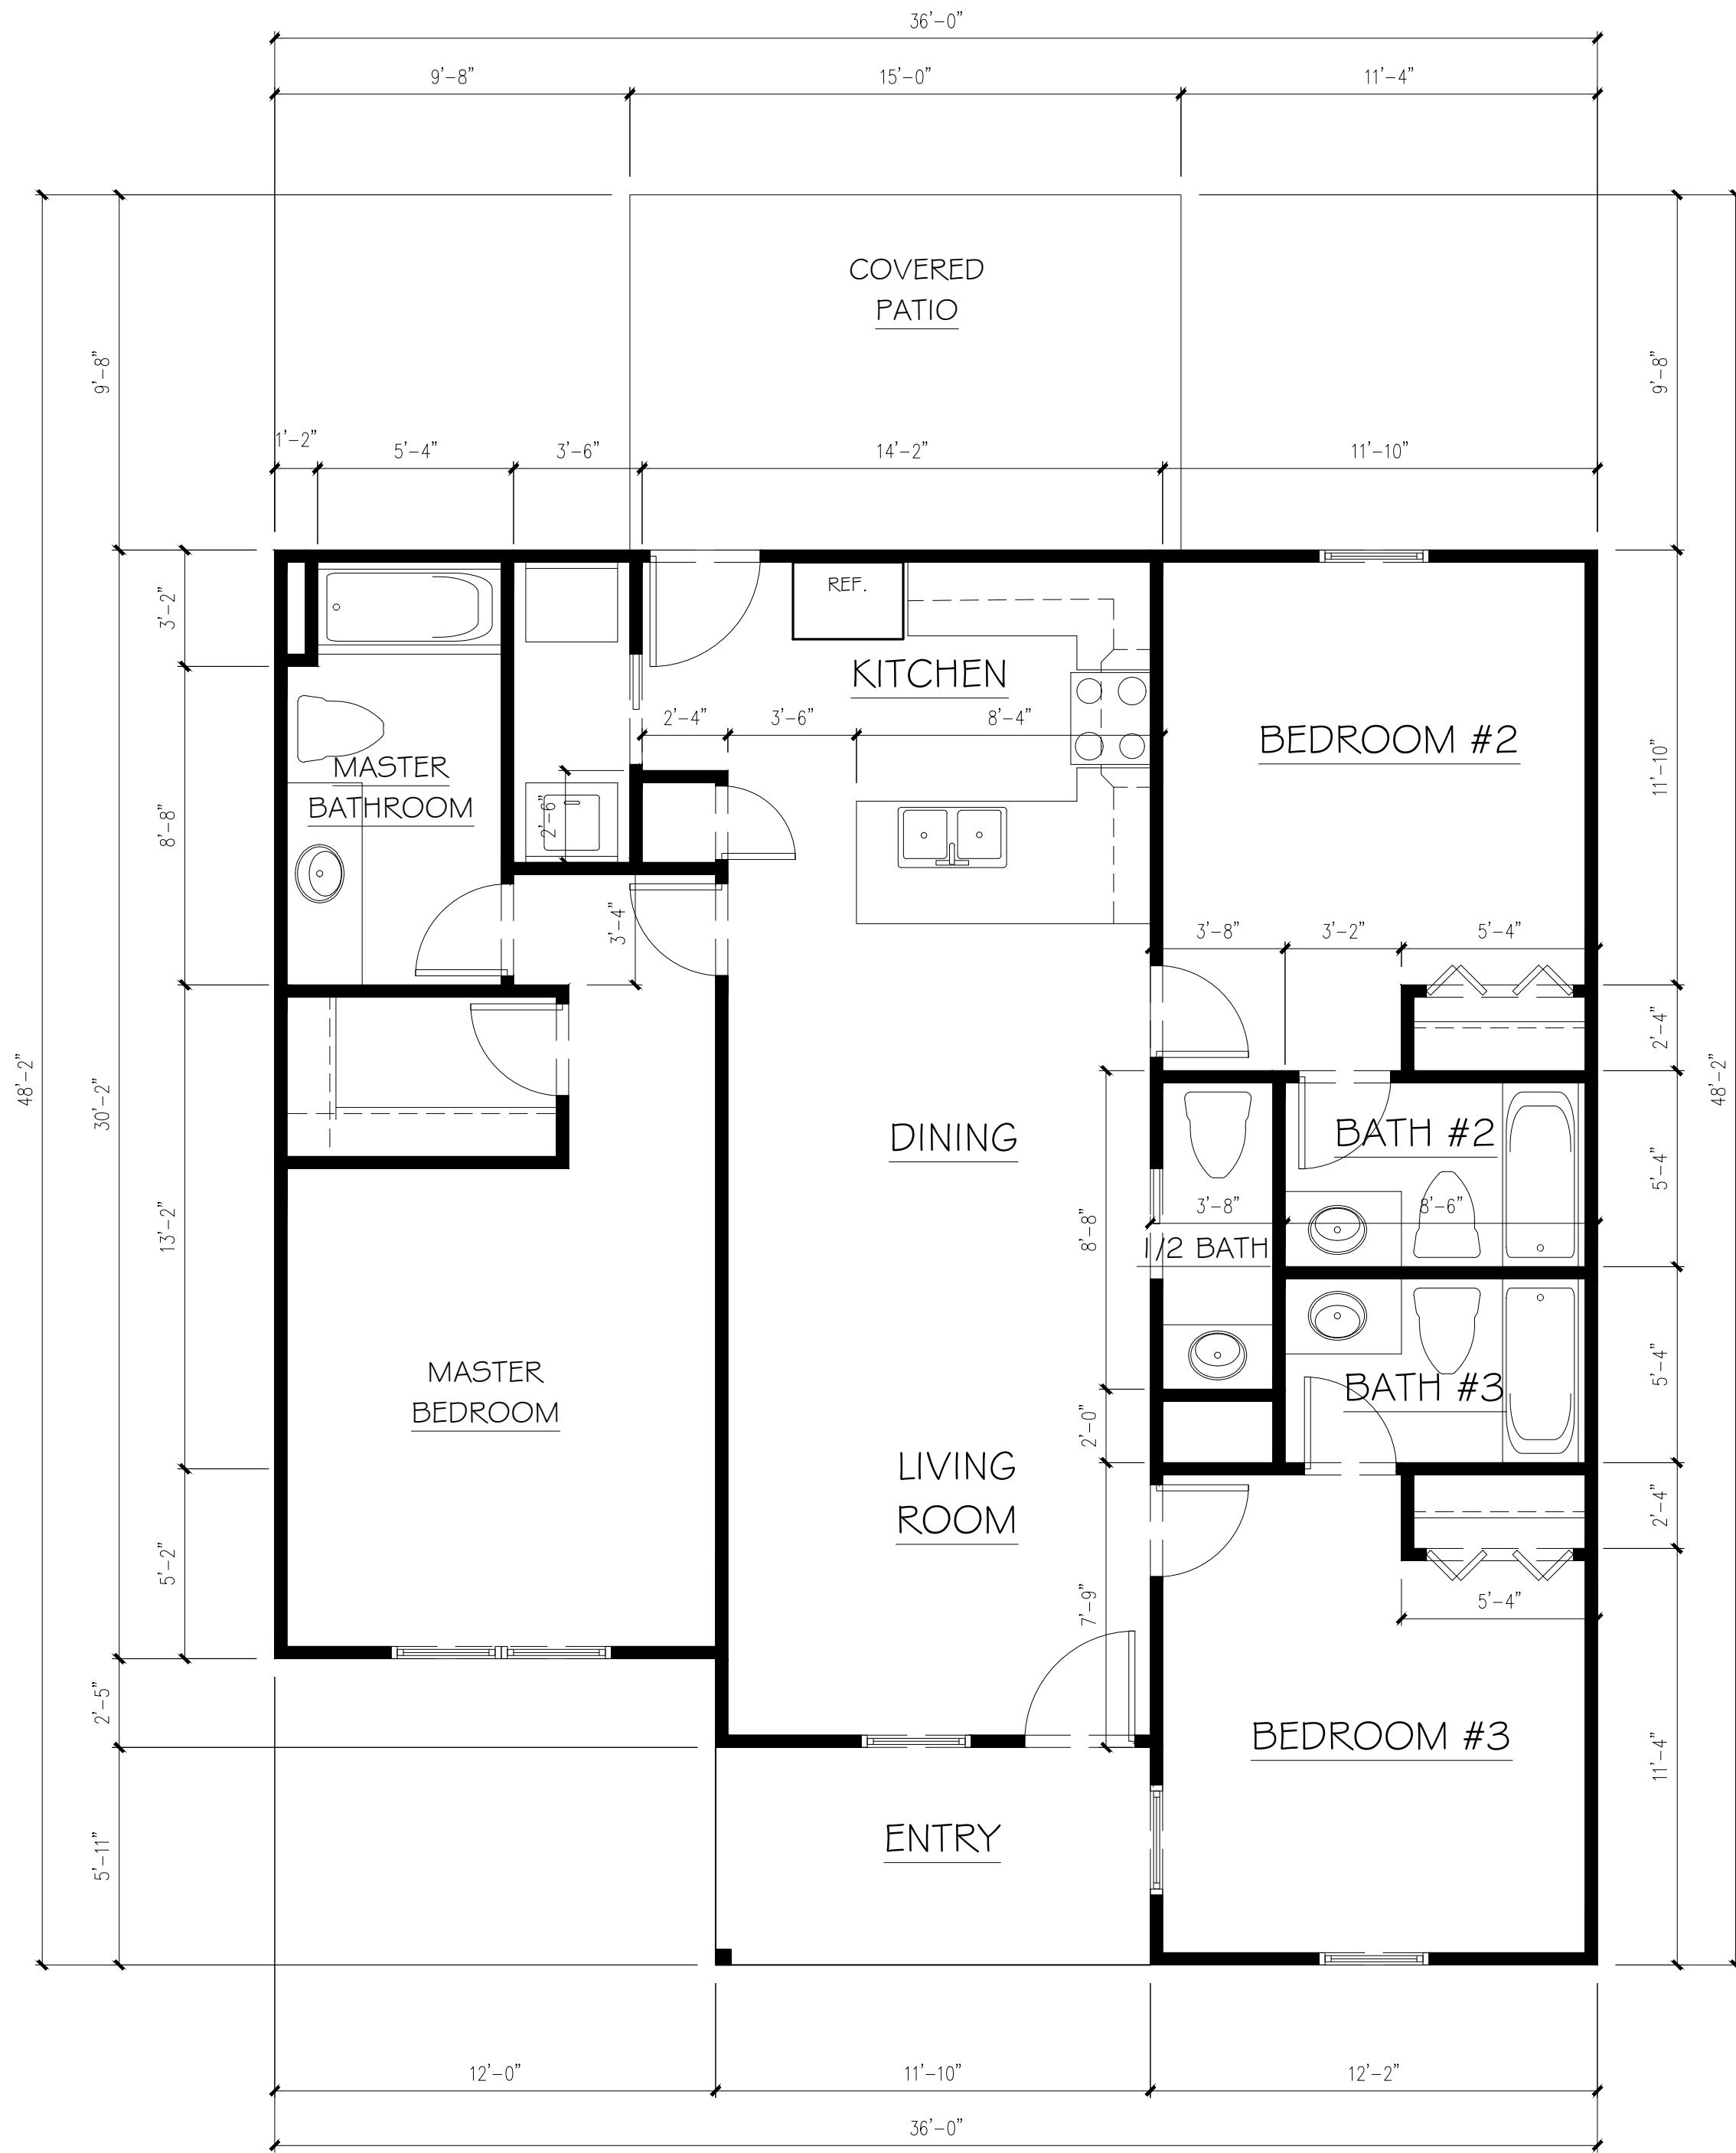 36'-0"
9'-8" 15'-0" 11'-4"
COVERED
PATIO
9'-8" 9'-8"
1'-2" 5'-4" 3'-6" 14'-2" 11'-10"
REF.
3'-2"
KITCHEN
2'-4" 3'-6" 8'-4"
BEDROOM #2
11'-10"
MASTER
BATHROOM
2'-6"
8'-8"
3'-4"
3'-8" 3'-2" 5'-4"
2'-4"
48'-2" 30'-2" 48'-2"
DINING
BATH #2
5'-4"
3'-8" 8'-6"
13'-2"
8'-8"
1/2 BATH
MASTER
BEDROOM
BATH #3
5'-4"
2'-0"
LIVING
ROOM
2'-4"
5'-2"
7'-9"
5'-4"
2'-5"
BEDROOM #3
11'-4"
ENTRY
5'-11"
12'-0" 11'-10" 12'-2"
36'-0"